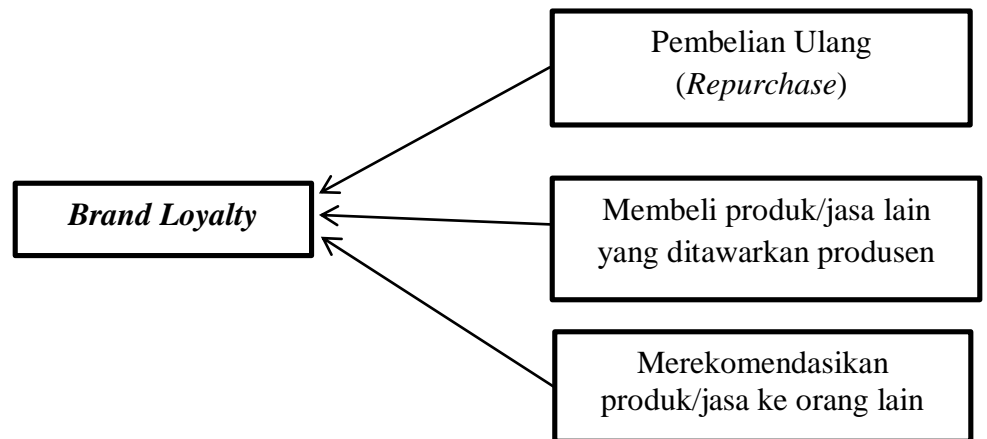 Pembelian Ulang
(Repurchase)
Brand Loyalty
Membeli produk/jasa lain
yang ditawarkan produsen
Merekomendasikan
produk/jasa ke orang lain